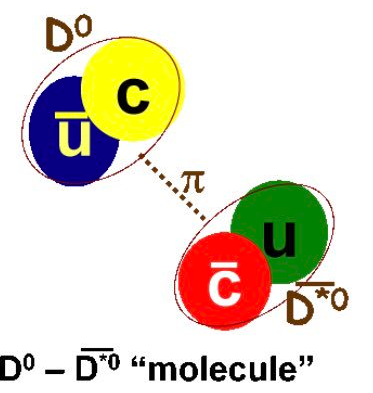 D⁰
c
u̅
π
u
c̅
D̅*̅⁰
D⁰ – D̅*̅⁰ “molecule”